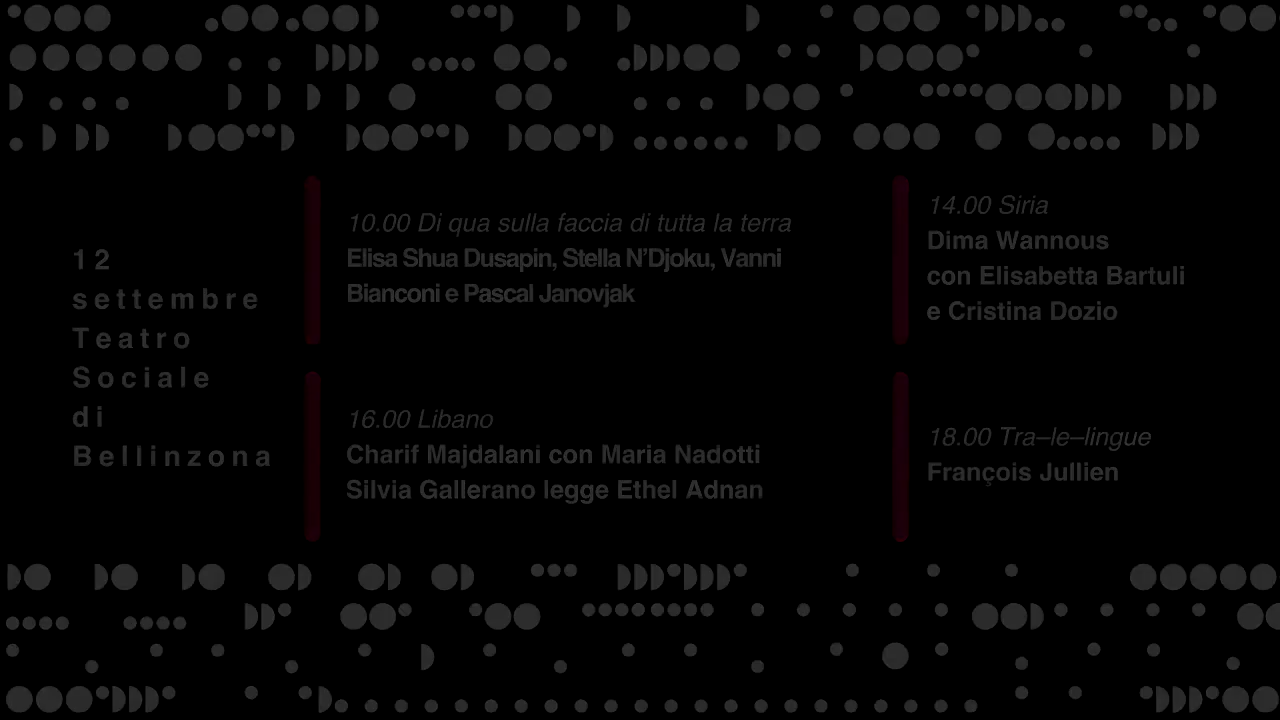 12
settembre
Teatro
Sociale
di
Bellinzona
10.00 Di qua sulla faccia di tutta la terra
Elisa Shua Dusapin, Stella N’Djoku, Vanni
Bianconi e Pascal Janovjak
14.00 Siria
Dima Wannous
con Elisabetta Bartuli
e Cristina Dozio
16.00 Libano
Charif Majdalani con Maria Nadotti
Silvia Gallerano legge Ethel Adnan
18.00 Tra–le–lingue
François Jullien